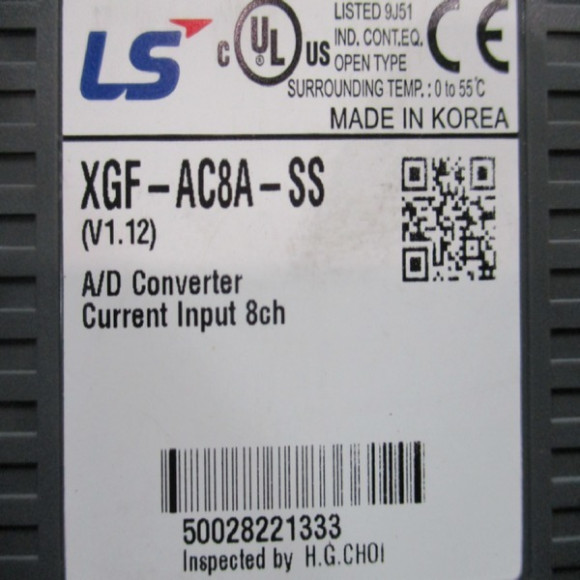 LS
C UL ® US
LISTED 9J51
IND. CONT.EQ.
OPEN TYPE
CE
SURROUNDING TEMP. : 0 to 55℃
MADE IN KOREA
XGF-AC8A-SS
(V1.12)
A/D Converter
Current Input 8ch
50028221333
Inspected by H.G.CHOI